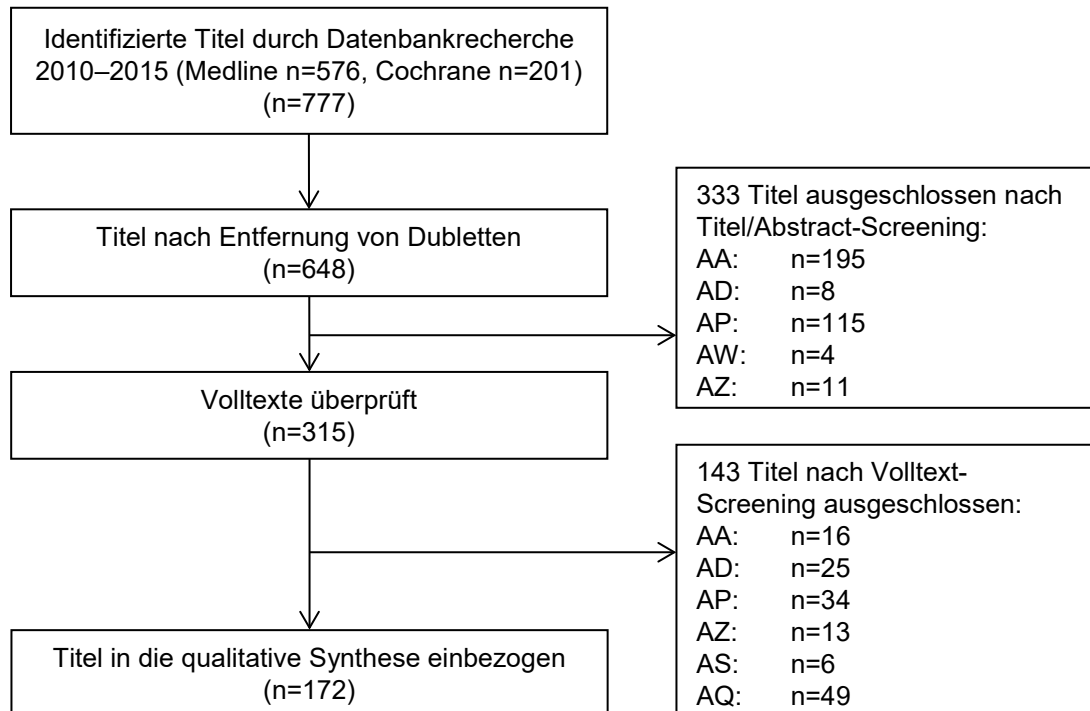 Identifizierte Titel durch Datenbankrecherche
2010–2015 (Medline n=576, Cochrane n=201)
(n=777)
Titel nach Entfernung von Dubletten
(n=648)
333 Titel ausgeschlossen nach
Titel/Abstract-Screening:
AA: n=195
AD: n=8
AP: n=115
AW: n=4
AZ: n=11
Volltexte überprüft
(n=315)
143 Titel nach Volltext-
Screening ausgeschlossen:
AA: n=16
AD: n=25
AP: n=34
AZ: n=13
AS: n=6
AQ: n=49
Titel in die qualitative Synthese einbezogen
(n=172)